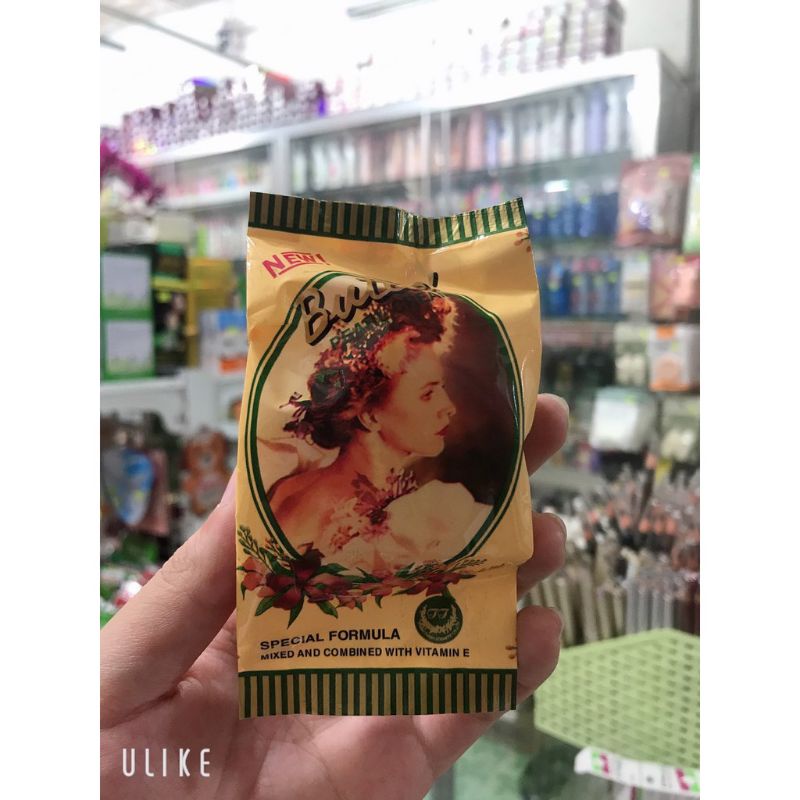 NEW!
SPECIAL FORMULA
MIXED AND COMBINED WITH VITAMIN E
ULIKE